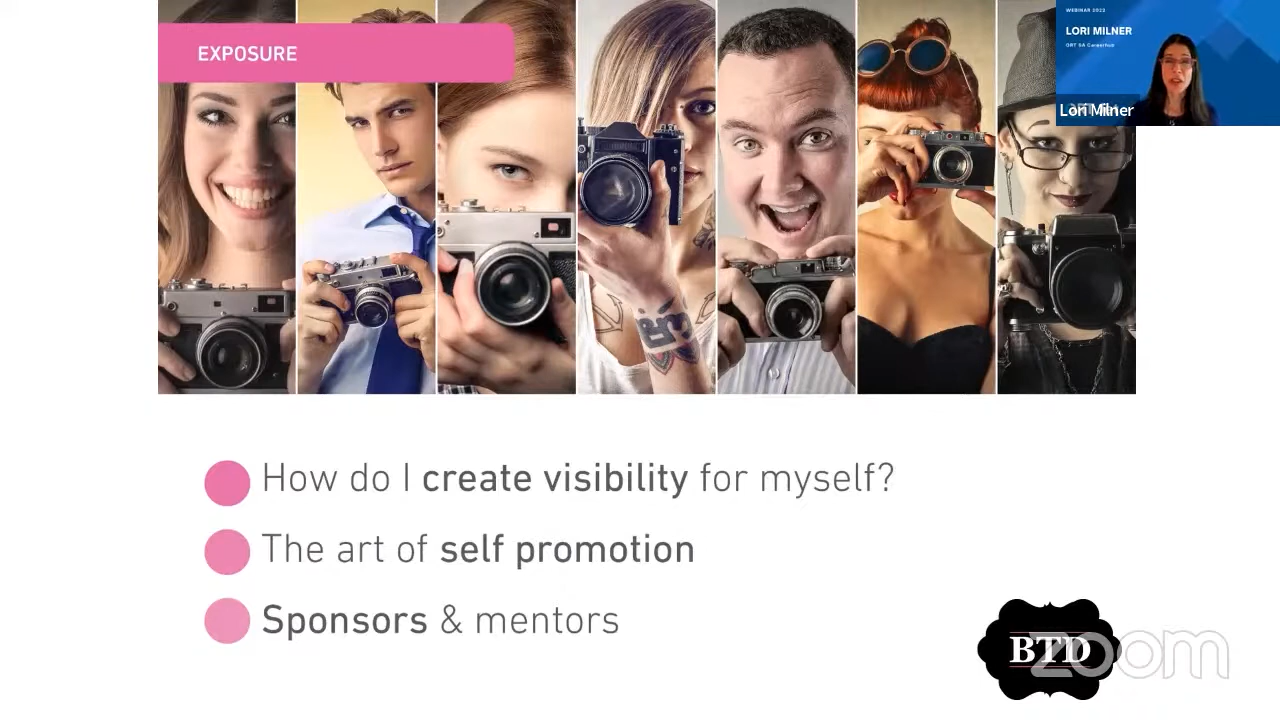 EXPOSURE
WEBINAR 2022
LORI MILNER
ORT SA CareerHub
Lori Milner
How do I create visibility for myself?
The art of self promotion
Sponsors & mentors
BTD
zoom